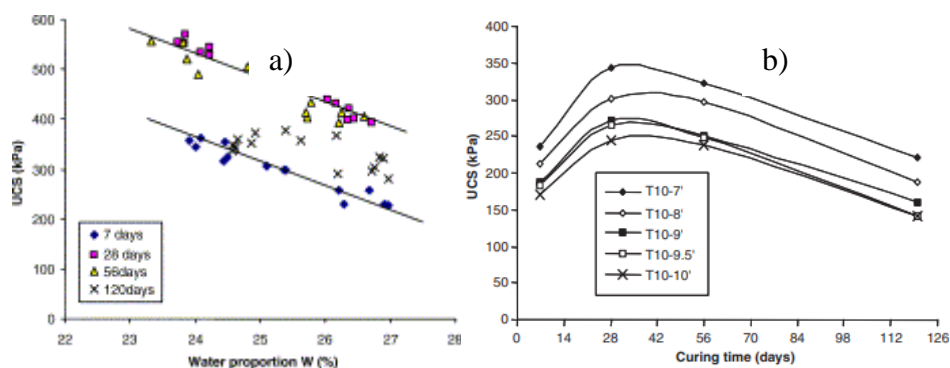 a)
600
500
400
300
200
100
0
UCS (kPa)
7 days
28 days
56days
120days
22
23
24
25
26
27
28
Water proportion W (%)
b)
400
350
300
250
200
150
100
50
0
UCS (kPa)
T10-7'
T10-8'
T10-9'
T10-9.5'
T10-10'
0
14
28
42
56
70
84
98
112
126
Curing time (days)